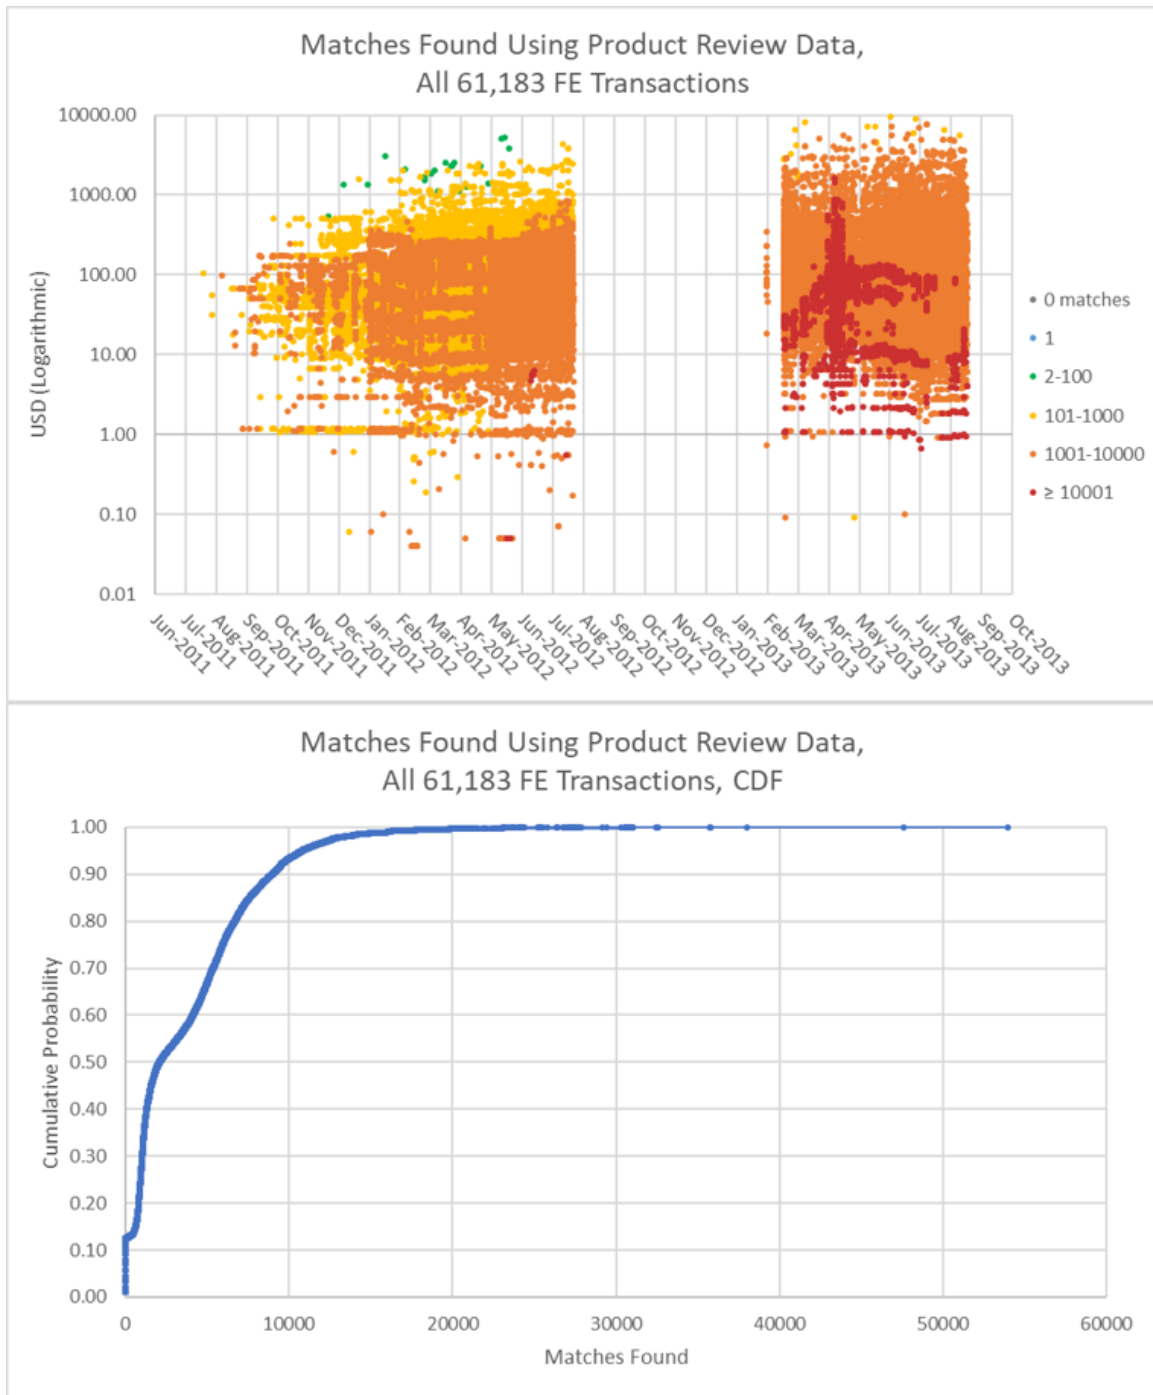 Matches Found Using Product Review Data,
All 61,183 FE Transactions
10000.00
1000.00
100.00
10.00
1.00
0.10
0.01
USD (Logarithmic)
0 matches
1
2-100
101-1000
1001-10000
≥ 10001
Jun-2011
Jul-2011
Aug-2011
Sep-2011
Oct-2011
Nov-2011
Dec-2011
Jan-2012
Feb-2012
Mar-2012
Apr-2012
May-2012
Jun-2012
Jul-2012
Aug-2012
Sep-2012
Oct-2012
Nov-2012
Dec-2012
Jan-2013
Feb-2013
Mar-2013
Apr-2013
May-2013
Jun-2013
Jul-2013
Aug-2013
Sep-2013
Oct-2013
Matches Found Using Product Review Data,
All 61,183 FE Transactions, CDF
1.00
0.90
0.80
0.70
0.60
0.50
0.40
0.30
0.20
0.10
0.00
Cumulative Probability
0
10000
20000
30000
40000
50000
60000
Matches Found